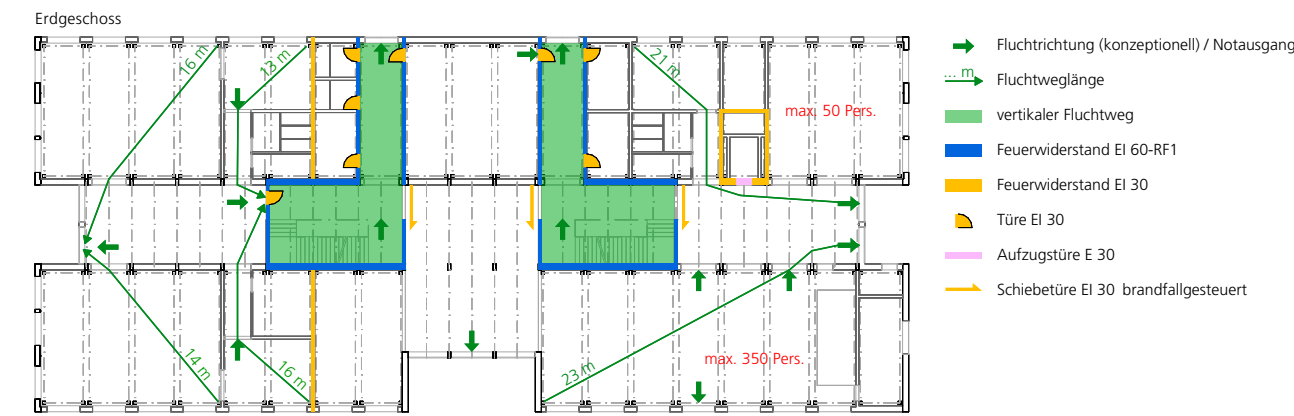 Erdgeschoss
16 m
13 m
21 m
max. 50 Pers.
14 m
16 m
23 m
max. 350 Pers.
Fluchtrichtung (konzeptionell) / Notausgang
... m
Fluchtweglänge
vertikaler Fluchtweg
Feuerwiderstand EI 60-RF1
Feuerwiderstand EI 30
Türe EI 30
Aufzugstüre E 30
Schiebetüre EI 30 brandfallgesteuert